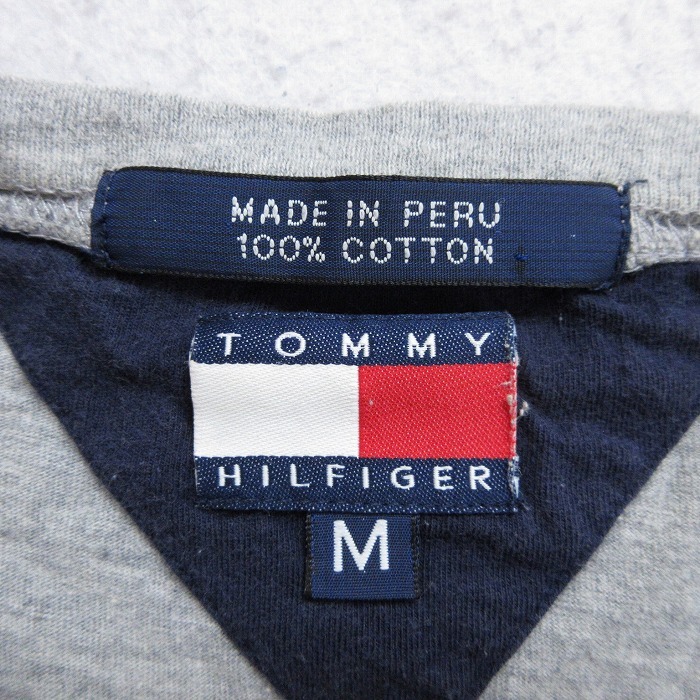 MADE IN PERU
100% COTTON
TOMMY
HILFIGER
M